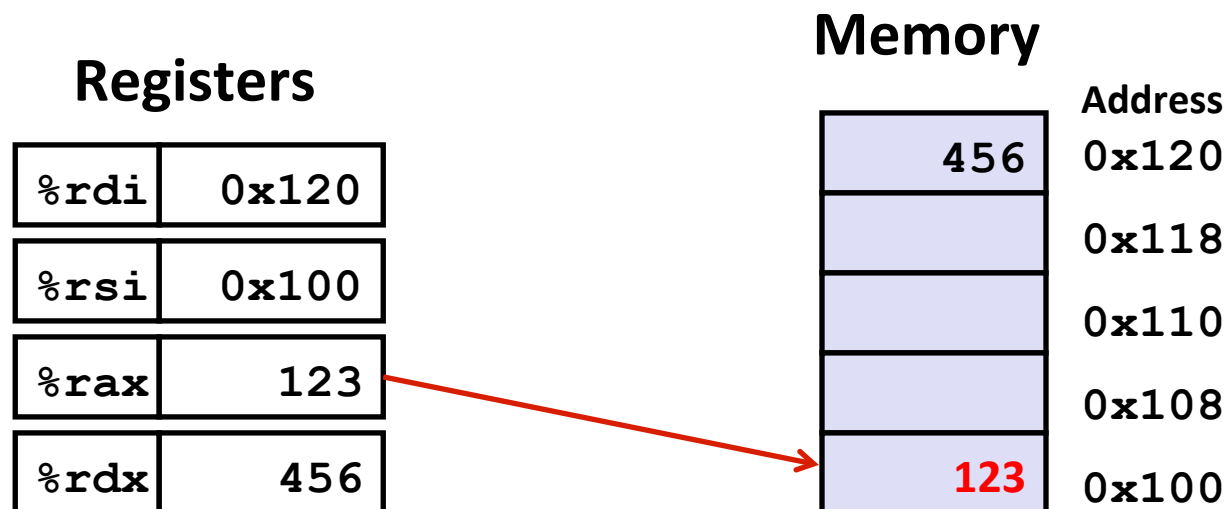 Registers
%rdi 0x120
%rsi 0x100
%rax 123
%rdx 456
Memory
Address
456 0x120
0x118
0x110
0x108
123 0x100